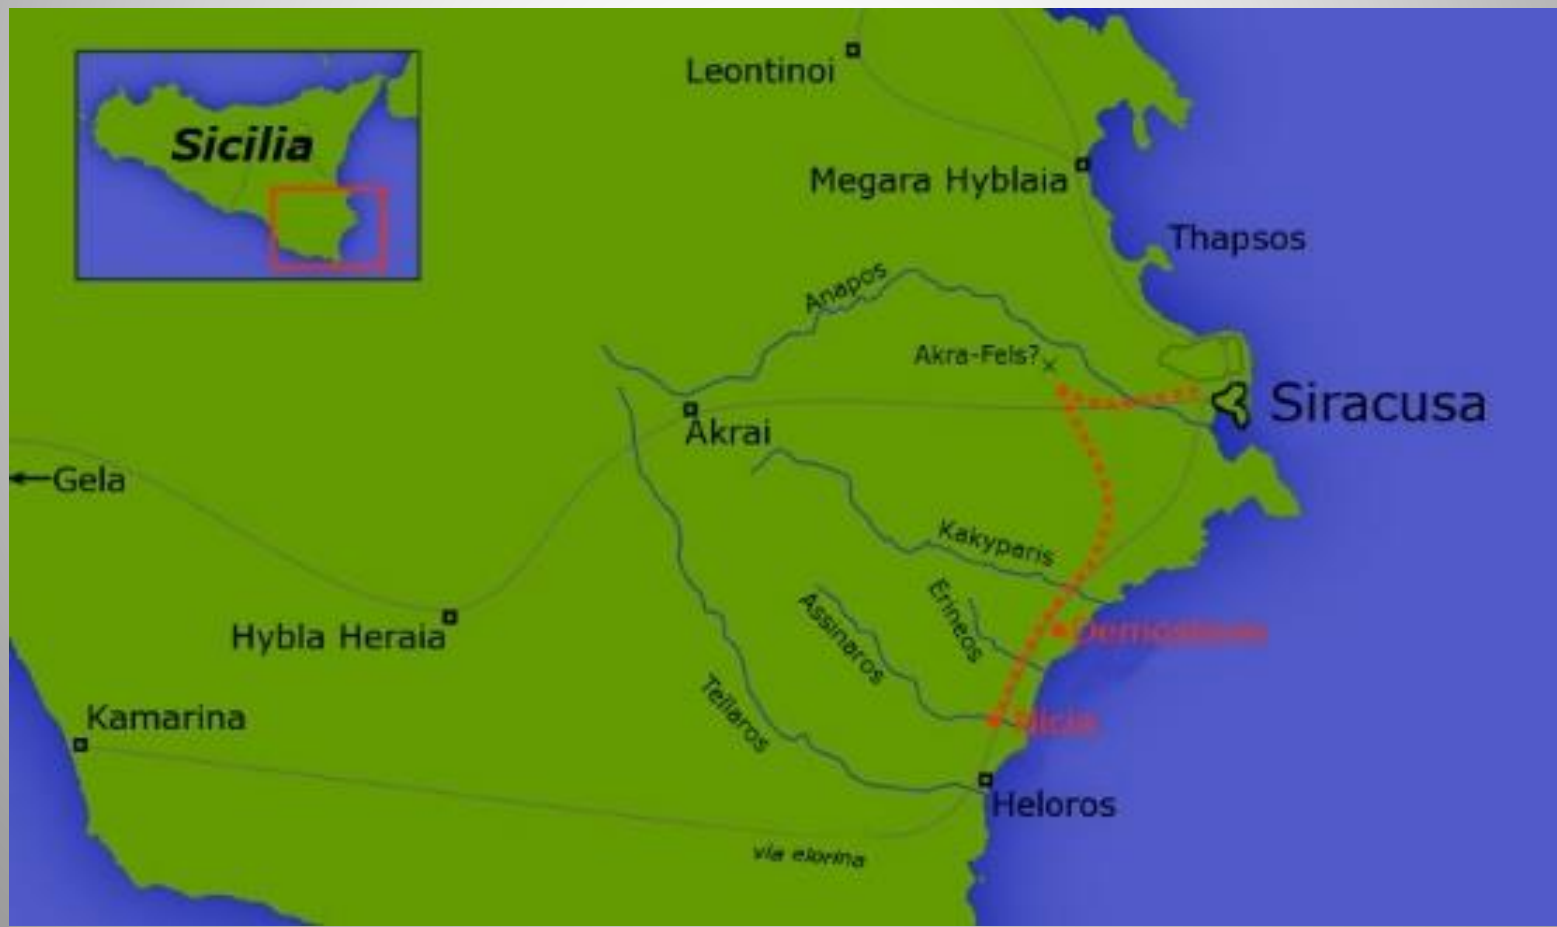 Leontinoi
Sicilia
Megara Hyblaia
Thapsos
Anapos
Akra-Fels?
Siracusa
Akrai
Gela
Kakyparis
Erineos
Assinaros
Hybla Heraia
Tellaros
Kamarina
Heloros
via elorina